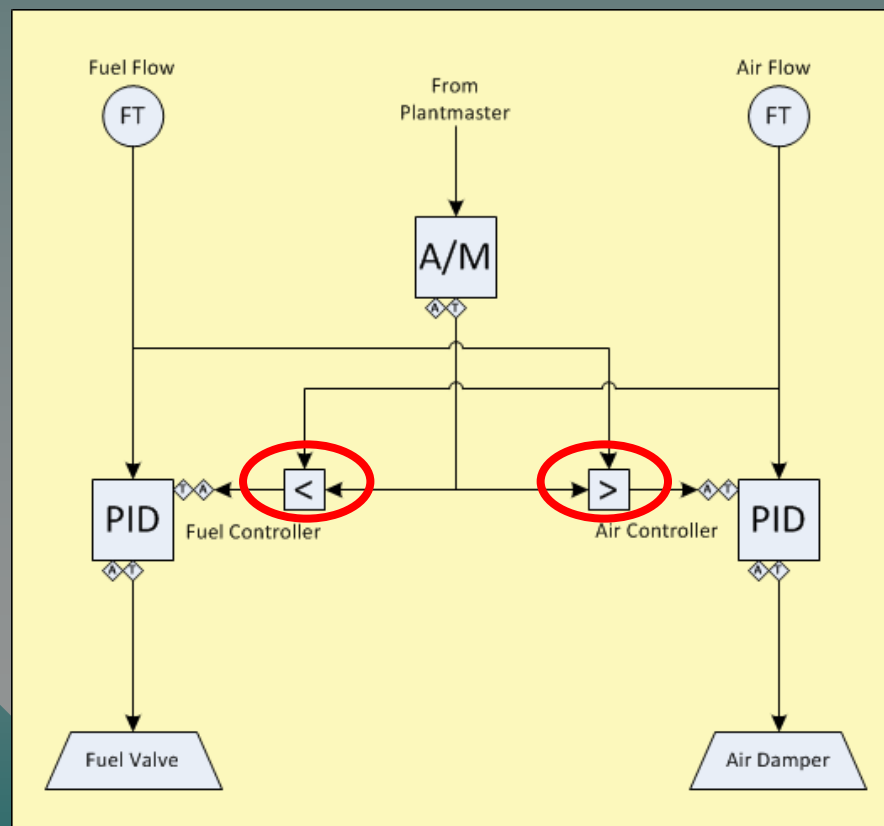 Fuel Flow
FT
From
Plantmaster
Air Flow
FT
A/M
A T
PID
T A
<
>
A T
PID
Fuel Controller
Air Controller
A T
A T
Fuel Valve
Air Damper